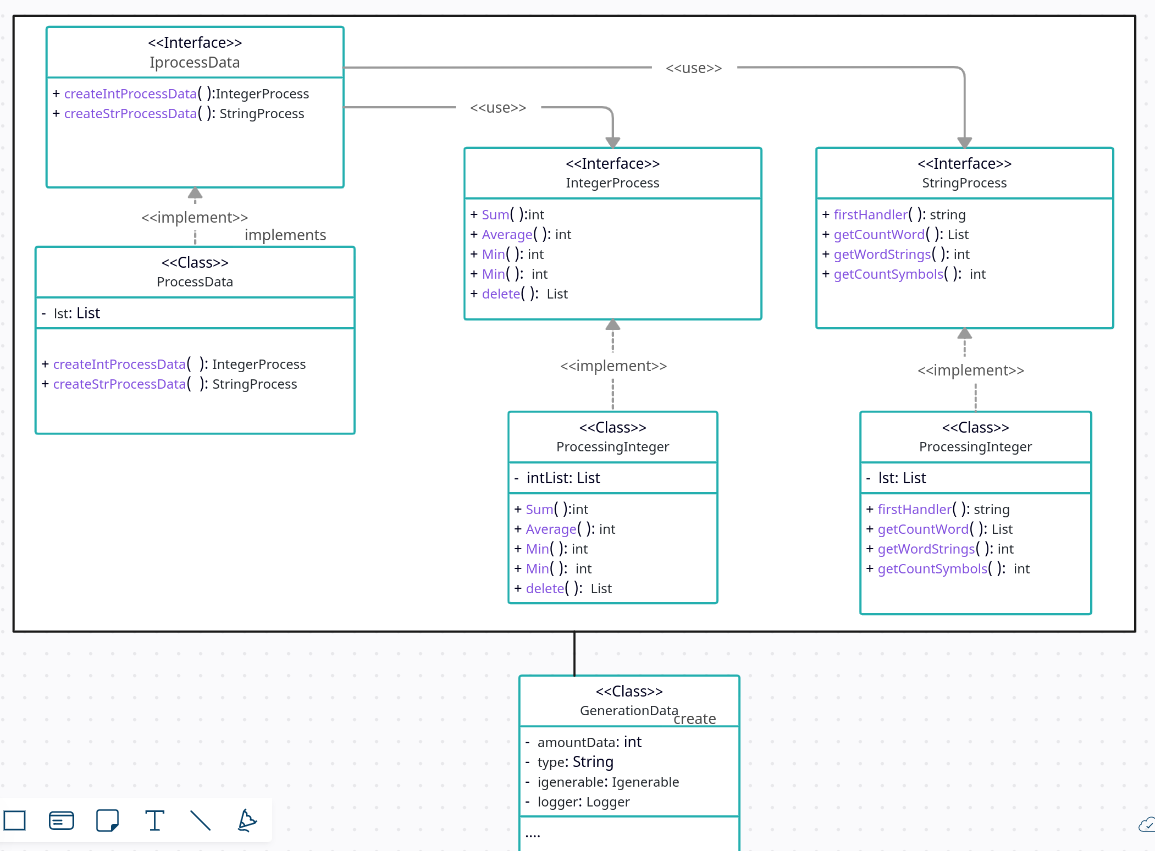 <<Interface>>
IprocessData
+ createIntProcessData( ):IntegerProcess
+ createStrProcessData( ): StringProcess
<<use>>
<<use>>
<<implement>>
implements
<<Class>>
ProcessData
- lst: List
+ createIntProcessData( ): IntegerProcess
+ createStrProcessData( ): StringProcess
<<Interface>>
IntegerProcess
+ Sum( ):int
+ Average( ): int
+ Min( ): int
+ Min( ): int
+ delete( ): List
<<Interface>>
StringProcess
+ firstHandler( ): string
+ getCountWord( ): List
+ getWordStrings( ): int
+ getCountSymbols( ): int
<<implement>>
<<implement>>
<<Class>>
ProcessingInteger
- intList: List
+ Sum( ):int
+ Average( ): int
+ Min( ): int
+ Min( ): int
+ delete( ): List
<<Class>>
ProcessingInteger
- lst: List
+ firstHandler( ): string
+ getCountWord( ): List
+ getWordStrings( ): int
+ getCountSymbols( ): int
<<Class>>
GenerationData
create
- amountData: int
- type: String
- igenerable: Igenerable
- logger: Logger
....
T